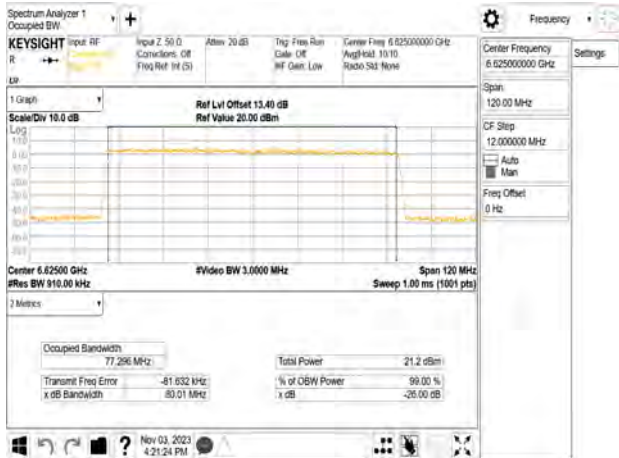 Spectrum Analyzer 1
Occupied BW
Frequency
KEYSIGHT
Input: RF
R
Input Z: 50 Ω
Corrections: Off
Freq Ref: Int (S)
Atten: 20 dB
Trig: Free Run
Gate: Off
#IF Gain: Low
Center Freq: 6.625000000 GHz
Avg|Hold: 10/10
Radio Std: None
Center Frequency
6.625000000 GHz
Settings
Span
120.00 MHz
CF Step
12.000000 MHz
Auto
Man
Freq Offset
0 Hz
1 Graph
Scale/Div 10.0 dB
Ref Lvl Offset 13.40 dB
Ref Value 20.00 dBm
Log
10.0
0.00
Center 6.62500 GHz
#Res BW 910.00 kHz
#Video BW 3.0000 MHz
Span 120 MHz
Sweep 1.00 ms (1001 pts)
2 Metrics
Occupied Bandwidth
77.296 MHz
Total Power
21.2 dBm
Transmit Freq Error
-81.632 kHz
% of OBW Power
99.00 %
x dB Bandwidth
80.01 MHz
x dB
-26.00 dB
?
Nov 03, 2023
4:21:24 PM